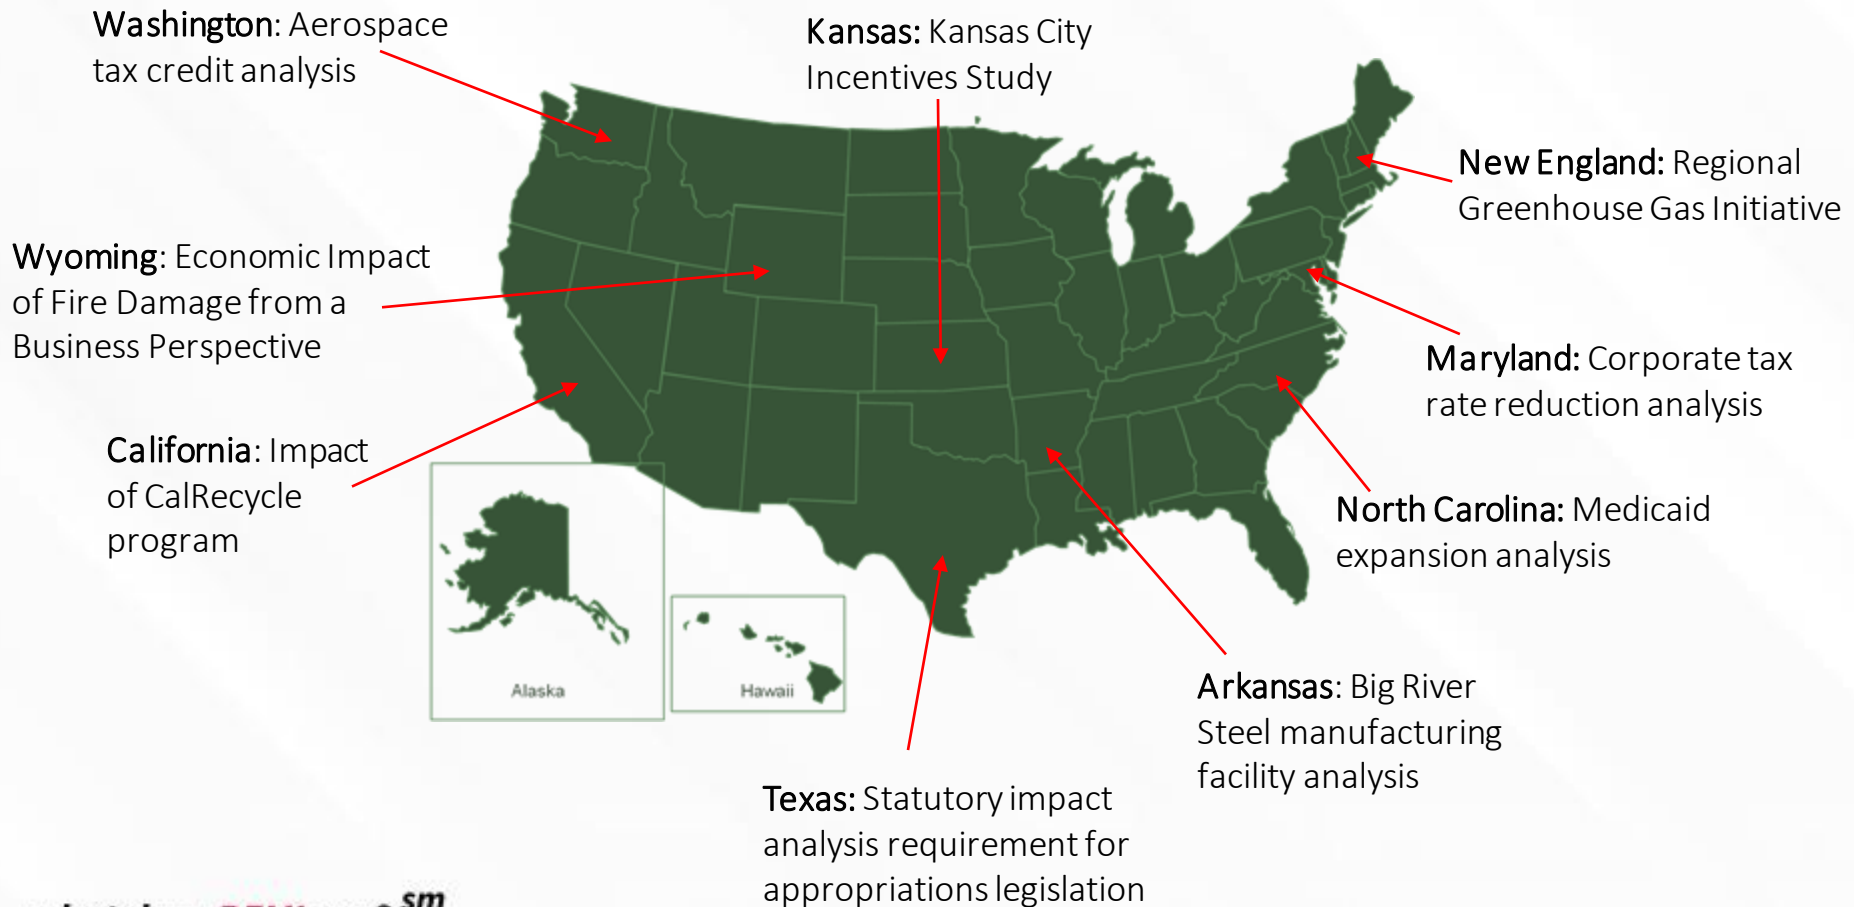 Washington: Aerospace
tax credit analysis
Kansas: Kansas City
Incentives Study
New England: Regional
Greenhouse Gas Initiative
Wyoming: Economic Impact
of Fire Damage from a
Business Perspective
Maryland: Corporate tax
rate reduction analysis
California: Impact
of CalRecycle
program
North Carolina: Medicaid
expansion analysis
Alaska
Hawaii
Arkansas: Big River
Steel manufacturing
facility analysis
Texas: Statutory impact
analysis requirement for
appropriations legislation
sm